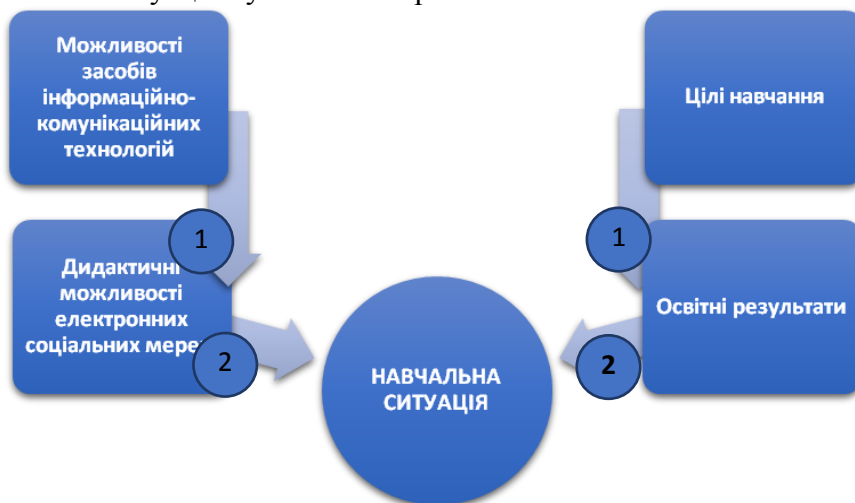 Можливості
засобів
інформаційно-
комунікаційних
технологій
Цілі навчання
1
1
Дидактичні
можливості
електронних
соціальних мереж
Освітні результати
2
2
НАВЧАЛЬНА
СИТУАЦІЯ